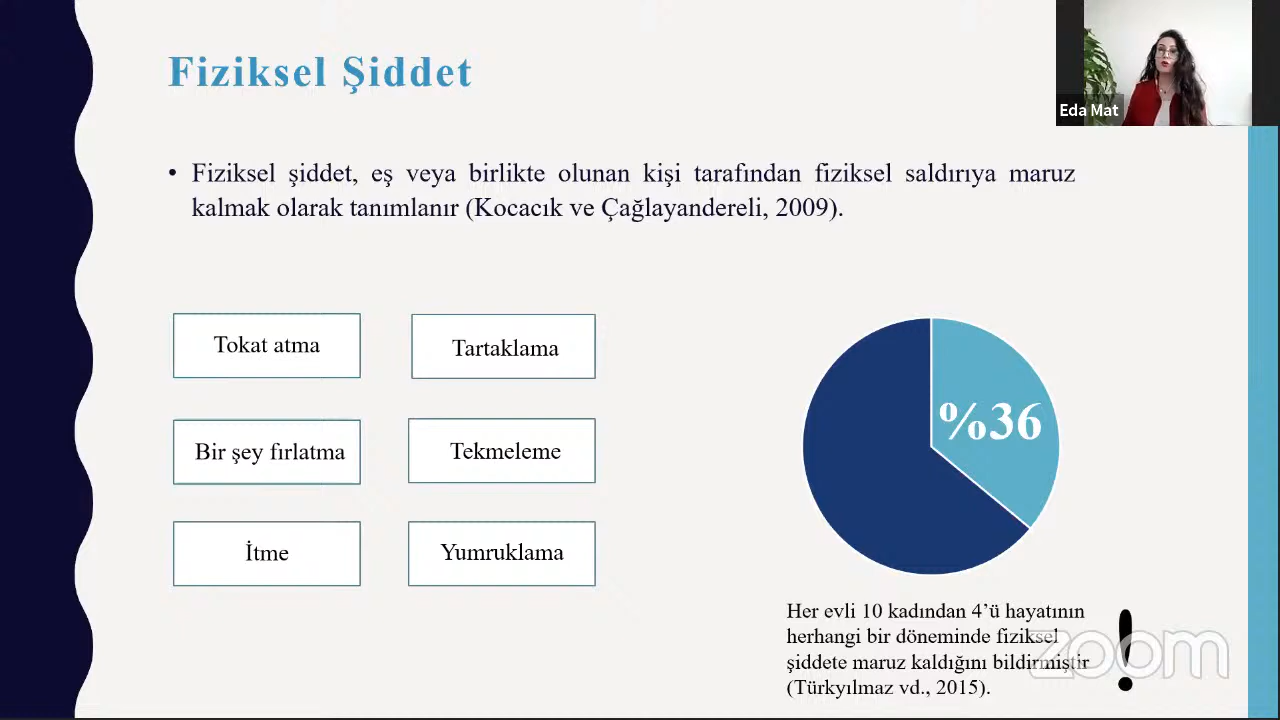 Fiziksel Şiddet
Eda Mat
• Fiziksel şiddet, eş veya birlikte olunan kişi tarafından fiziksel saldırıya maruz
kalmak olarak tanımlanır (Kocacık ve Çağlayandereli, 2009).
Tokat atma
Tartaklama
Bir şey fırlatma
Tekmeleme
İtme
Yumruklama
%36
Her evli 10 kadından 4’ü hayatının
herhangi bir döneminde fiziksel
şiddete maruz kaldığını bildirmiştir
(Türkyılmaz vd., 2015).
!
zoom